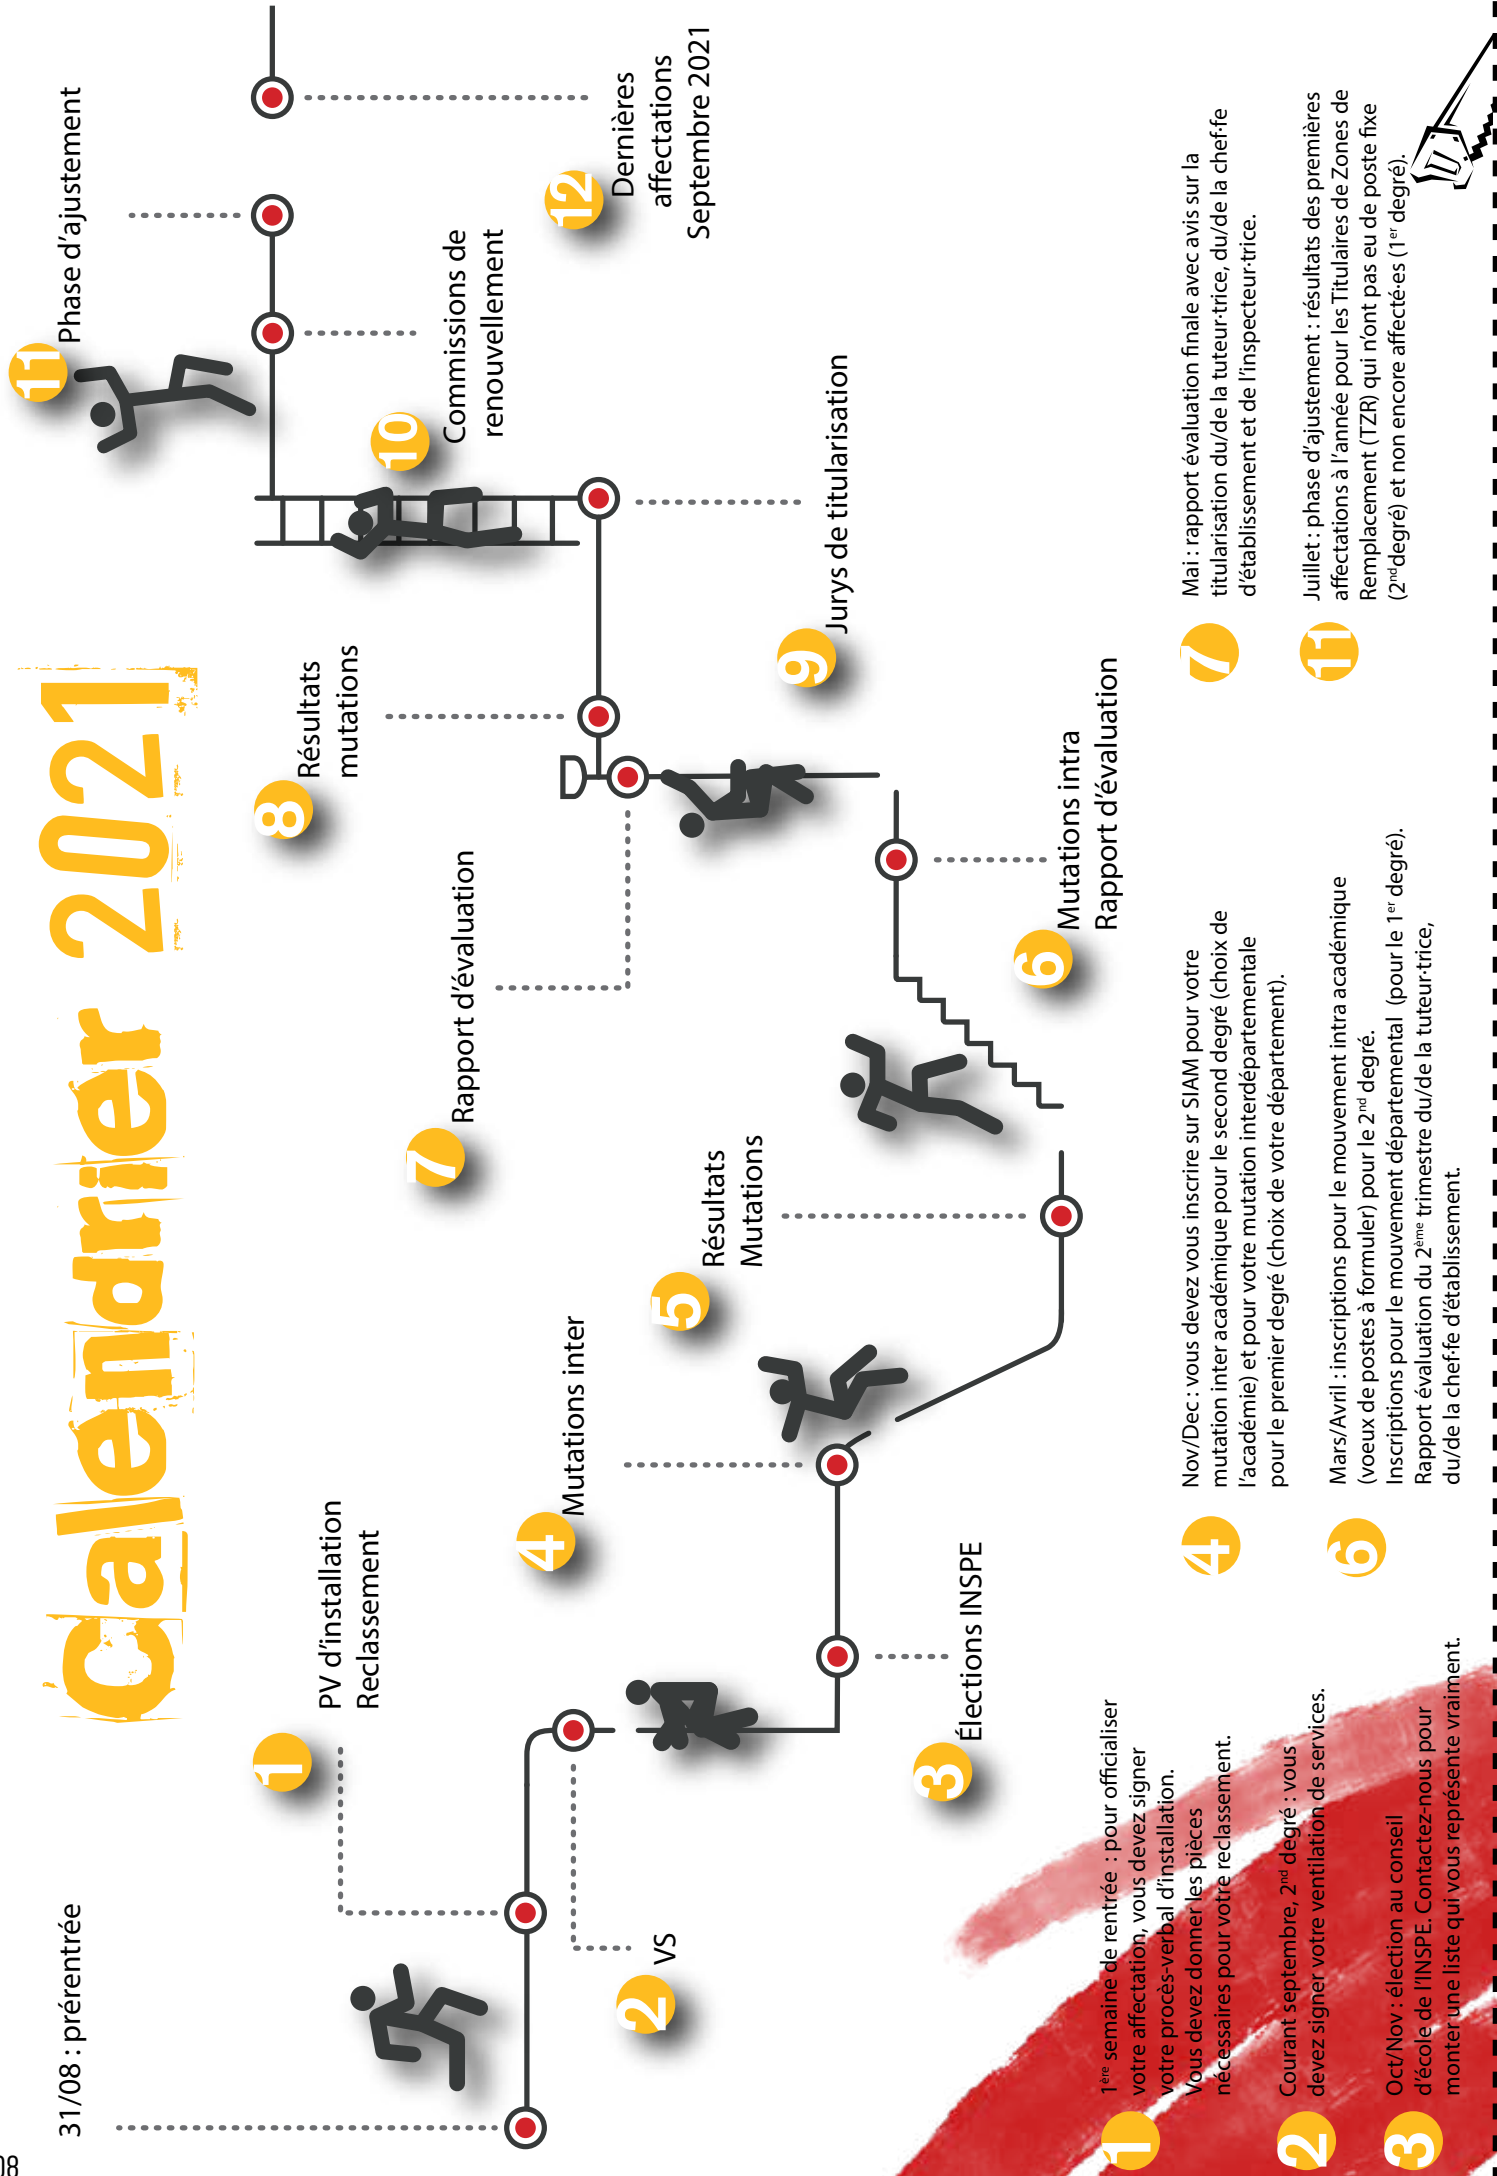 08
Calendrier 2021
31/08 : prérentrée
1
PV d'installation
Reclassement
2
VS
3
Élections INSPE
4
Mutations inter
5
Résultats
Mutations
6
Mutations intra
Rapport d'évaluation
7
Rapport d'évaluation
8
Résultats
mutations
9
Jurys de titularisation
10
Commissions de
renouvellement
11
Phase d'ajustement
12
Dernières
affectations
Septembre 2021
1
1ère semaine de rentrée : pour officialiser
votre affectation, vous devez signer
votre procès-verbal d'installation.
Vous devez donner les pièces
nécessaires pour votre reclassement.
2
Courant septembre, 2nd degré : vous
devez signer votre ventilation de services.
3
Oct/Nov : élection au conseil
d'école de l'INSPE. Contactez-nous pour
monter une liste qui vous représente vraiment.
4
Nov/Dec : vous devez vous inscrire sur SIAM pour votre
mutation inter académique pour le second degré (choix de
l'académie) et pour votre mutation interdépartementale
pour le premier degré (choix de votre département).
6
Mars/Avril : inscriptions pour le mouvement intra académique
(voeux de postes à formuler) pour le 2nd degré.
Inscriptions pour le mouvement départemental (pour le 1er degré).
Rapport évaluation du 2ème trimestre du/de la tuteur·trice,
du/de la chef·fe d'établissement.
7
Mai : rapport évaluation finale avec avis sur la
titularisation du/de la tuteur·trice, du/de la chef·fe
d'établissement et de l'inspecteur·trice.
11
Juillet : phase d'ajustement : résultats des premières
affectations à l'année pour les Titulaires de Zones de
Remplacement (TZR) qui n'ont pas eu de poste fixe
(2nd degré) et non encore affecté·es (1er degré).